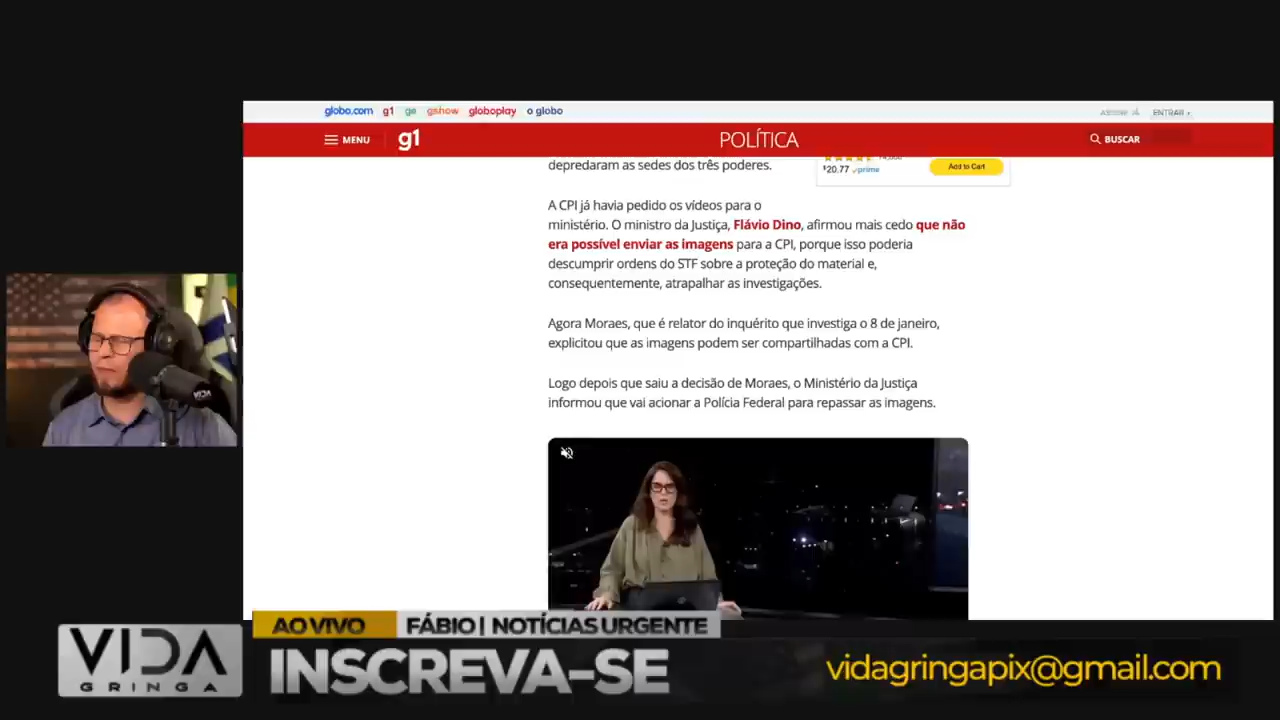 globo.com g1 ge gshow globoplay o globo
ENTRAR
MENU g1 POLÍTICA BUSCAR
depredaram as sedes dos três poderes.
$20.77 prime Add to Cart
A CPI já havia pedido os vídeos para o
ministério. O ministro da Justiça, Flávio Dino, afirmou mais cedo que não
era possível enviar as imagens para a CPI, porque isso poderia
descumprir ordens do STF sobre a proteção do material e,
consequentemente, atrapalhar as investigações.
Agora Moraes, que é relator do inquérito que investiga o 8 de janeiro,
explicitou que as imagens podem ser compartilhadas com a CPI.
Logo depois que saiu a decisão de Moraes, o Ministério da Justiça
informou que vai acionar a Polícia Federal para repassar as imagens.
VIDA
AO VIVO FÁBIO | NOTÍCIAS URGENTE
VIDA
GRINGA
INSCREVA-SE
vidagringapix@gmail.com